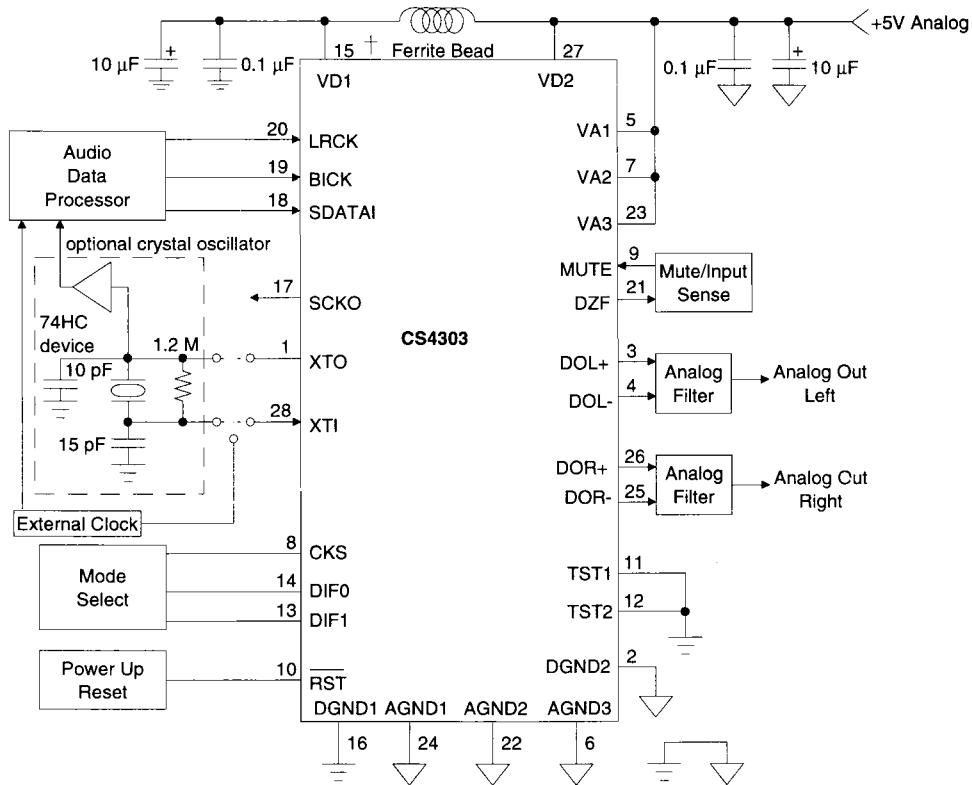 +5V Analog
10 µF
+
0.1 µF
15
Ferrite Bead
27
0.1 µF
+
10 µF
VD1
VD2
Audio
Data
Processor
20
LRCK
19
BICK
18
SDATAI
5
VA1
7
VA2
23
VA3
optional crystal oscillator
9
MUTE
21
DZF
Mute/Input
Sense
17
SCKO
CS4303
74HC
device
1.2 M
1
XTO
10 pF
28
XTI
15 pF
3
DOL+
4
DOL-
Analog
Filter
Analog Out
Left
26
DOR+
25
DOR-
Analog
Filter
Analog Cut
Right
External Clock
Mode
Select
8
CKS
14
DIF0
13
DIF1
11
TST1
12
TST2
Power Up
Reset
10
RST
2
DGND2
DGND1
AGND1
AGND2
AGND3
16
24
22
6